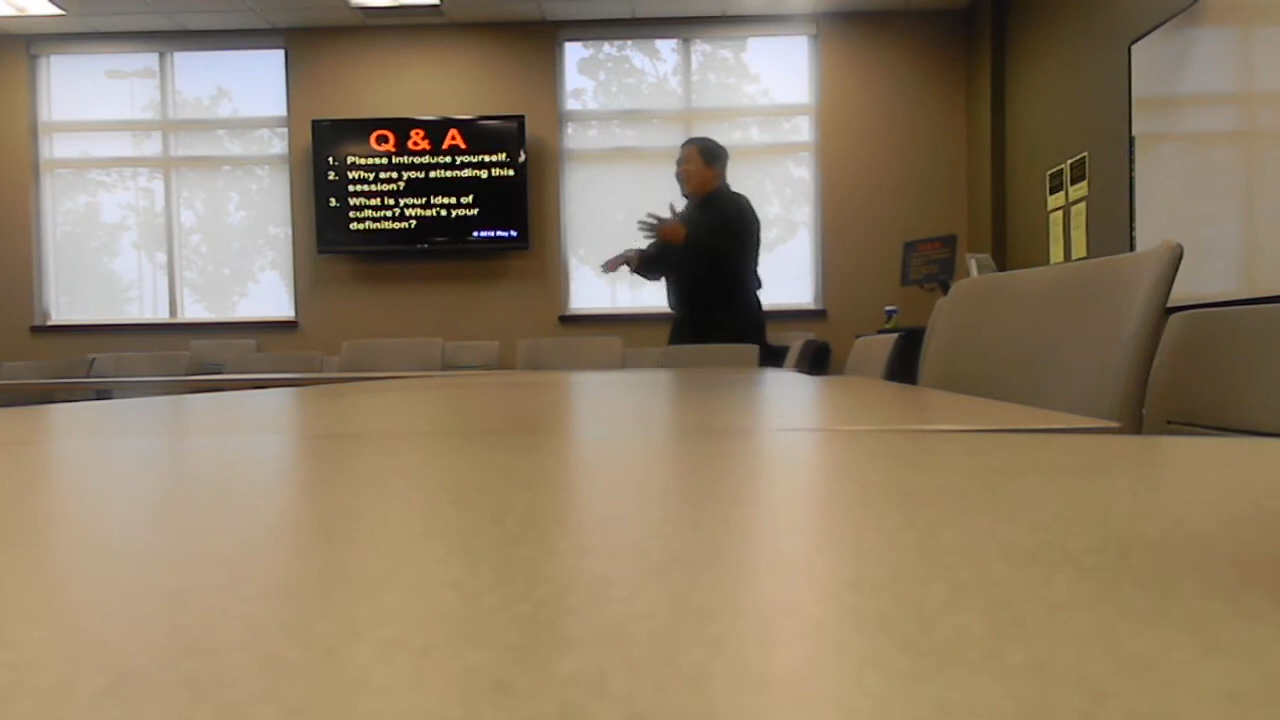 Q & A
1. Please introduce yourself.
2. Why are you attending this
session?
3. What is your idea of
culture? What's your
definition?